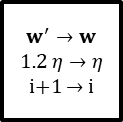 w′ → w
1.2 η → η
i+1 → i